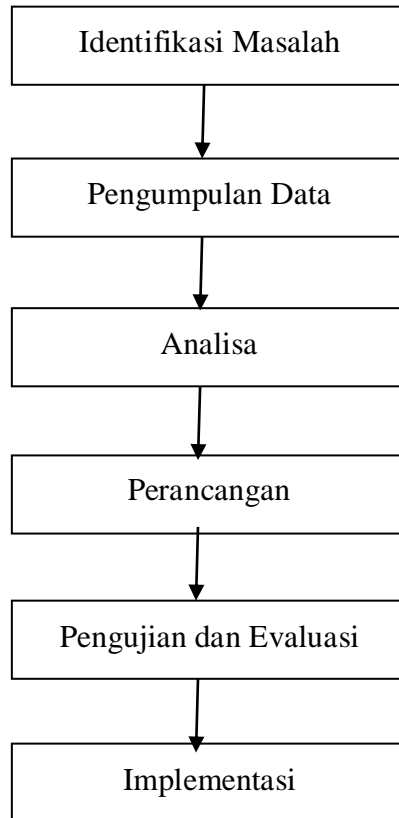 Identifikasi Masalah
Pengumpulan Data
Analisa
Perancangan
Pengujian dan Evaluasi
Implementasi